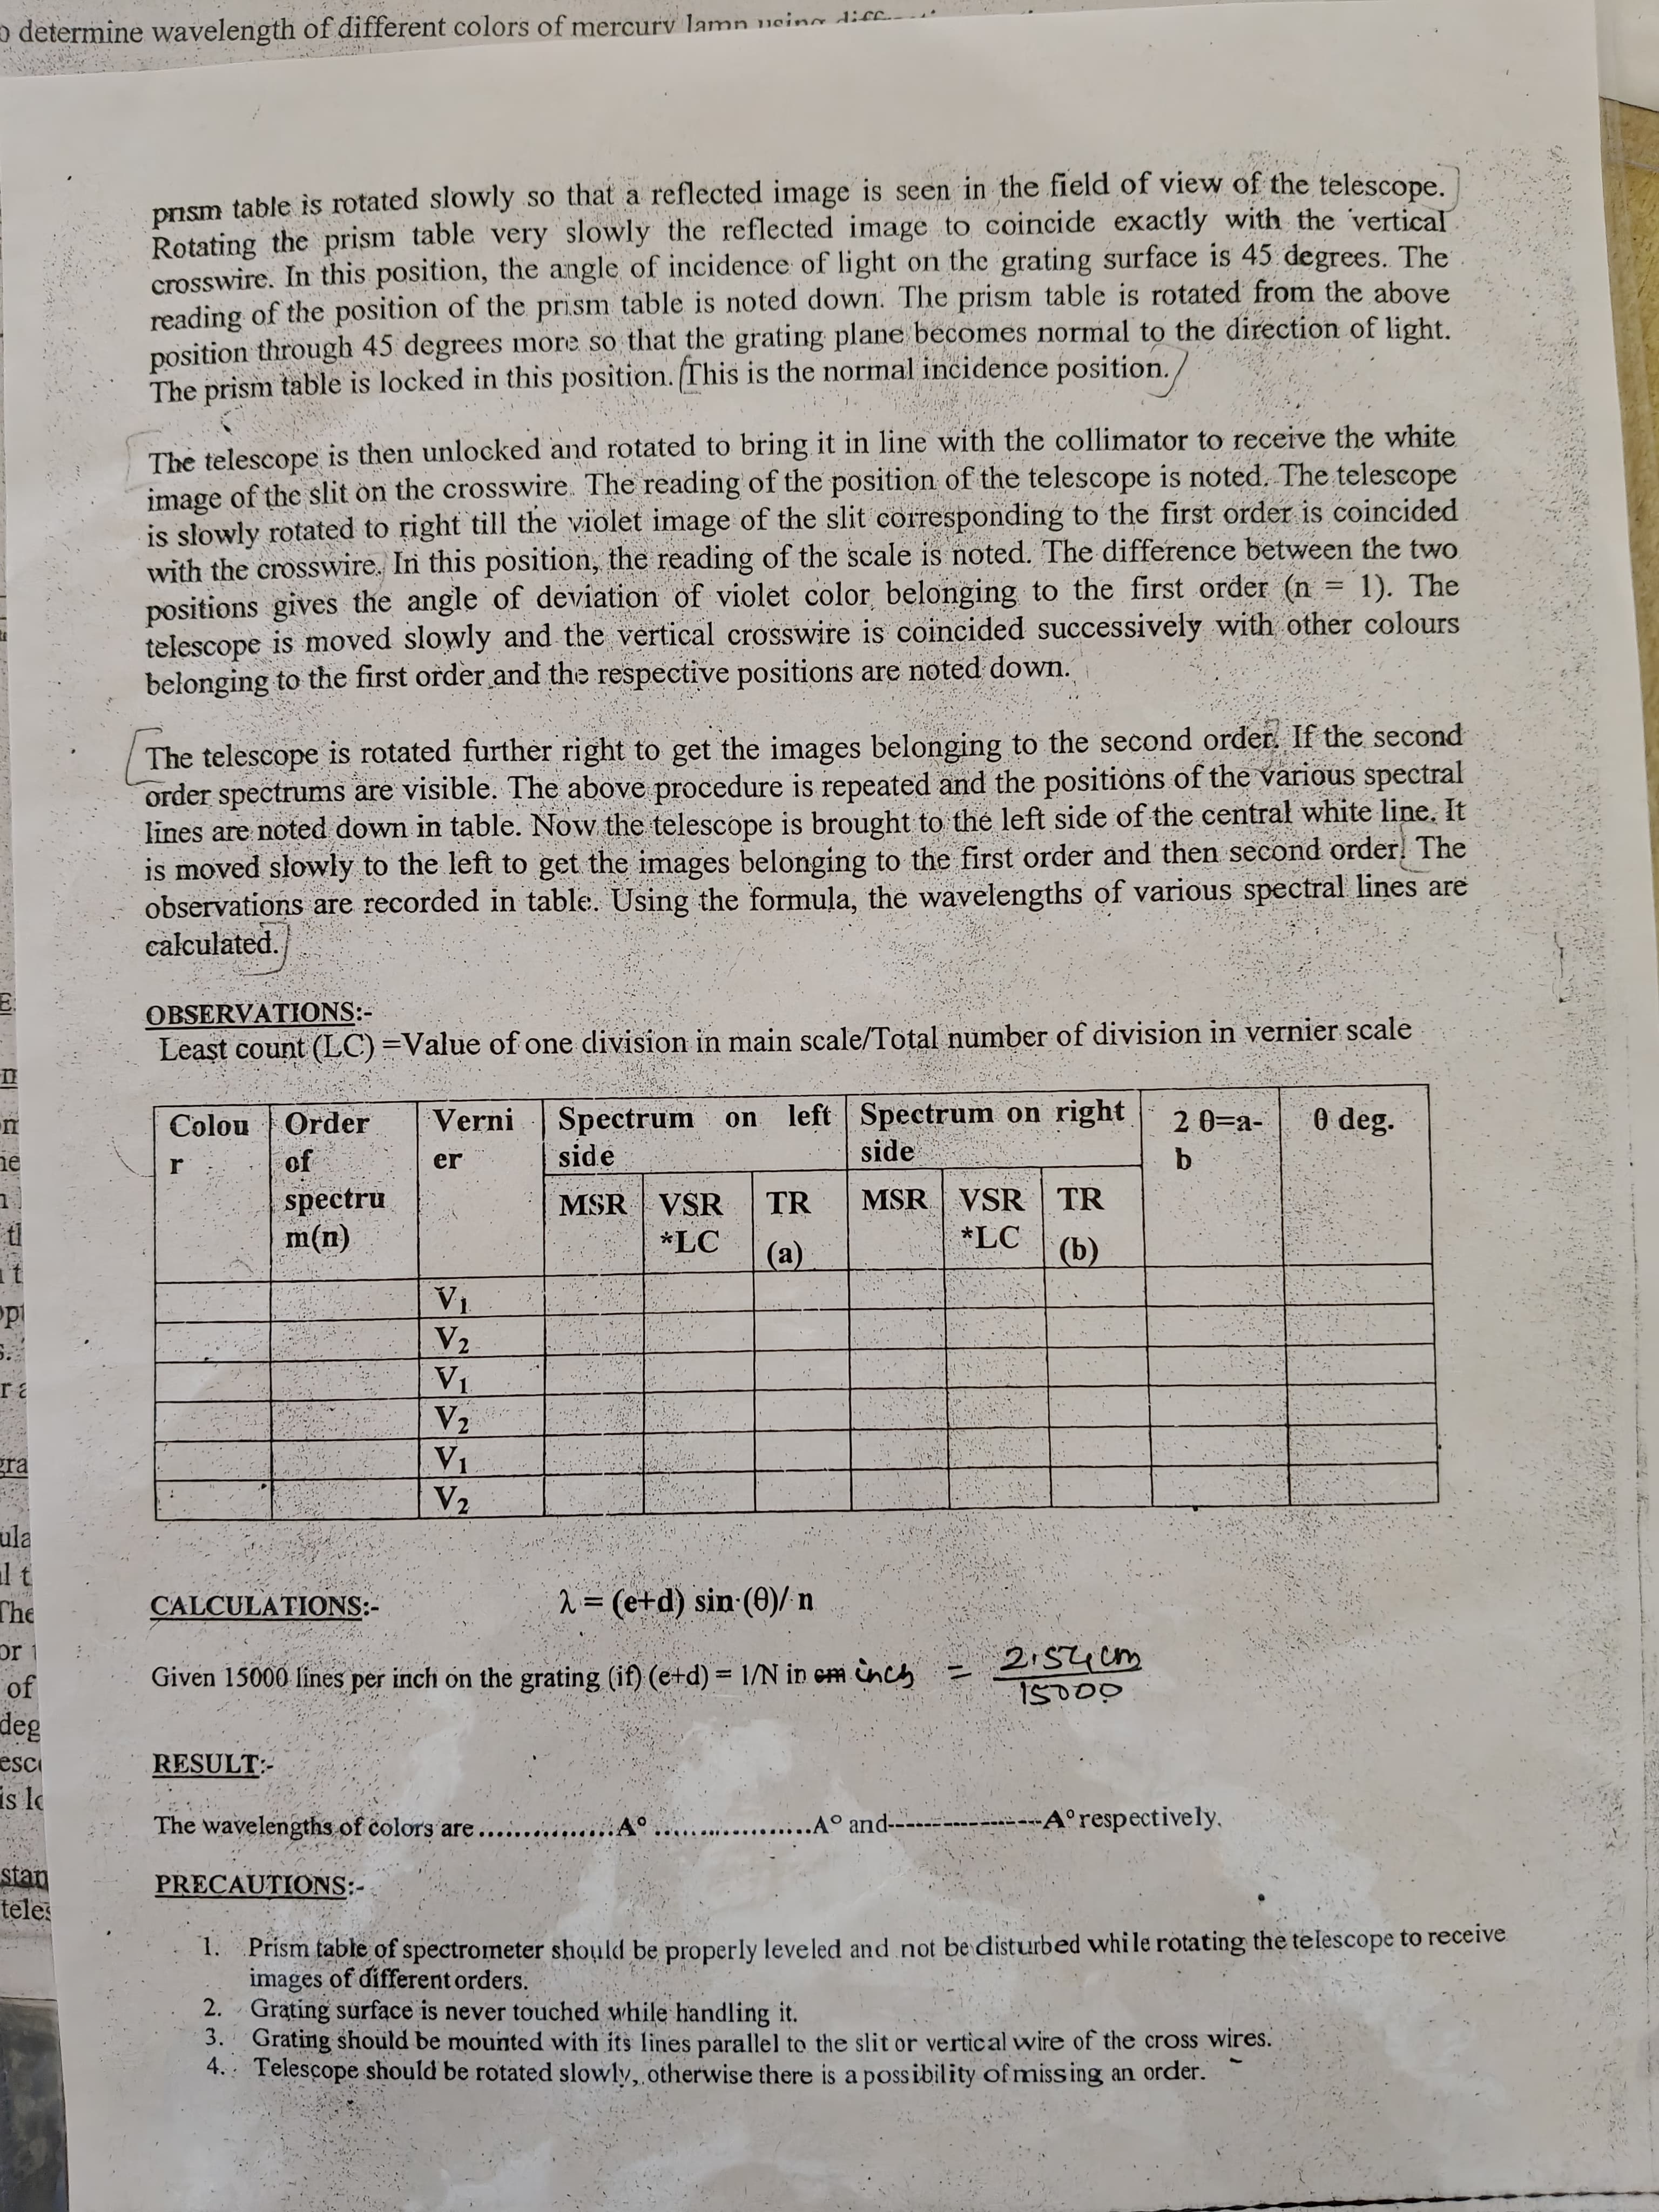 determine wavelength of different colors of mercury lamp using
prism table is rotated slowly so that a reflected image is seen in the field of view of the telescope.
Rotating the prism table very slowly the reflected image to coincide exactly with the vertical
crosswire. In this position, the angle of incidence of light on the grating surface is 45 degrees. The
reading of the position of the prism table is noted down. The prism table is rotated from the above
position through 45 degrees more so that the grating plane becomes normal to the direction of light.
The prism table is locked in this position. (This is the normal incidence position.)
The telescope is then unlocked and rotated to bring it in line with the collimator to receive the white
image of the slit on the crosswire. The reading of the position of the telescope is noted. The telescope
is slowly rotated to right till the violet image of the slit corresponding to the first order is coincided
with the crosswire. In this position, the reading of the scale is noted. The difference between the two
positions gives the angle of deviation of violet color belonging to the first order (n = 1). The
telescope is moved slowly and the vertical crosswire is coincided successively with other colours
belonging to the first order and the respective positions are noted down.
The telescope is rotated further right to get the images belonging to the second order. If the second
order spectrums are visible. The above procedure is repeated and the positions of the various spectral
lines are noted down in table. Now the telescope is brought to the left side of the central white line. It
is moved slowly to the left to get the images belonging to the first order and then second order. The
observations are recorded in table. Using the formula, the wavelengths of various spectral lines are
calculated.
OBSERVATIONS:-
Least count (LC) =Value of one division in main scale/Total number of division in vernier scale
Colou Order Verni Spectrum on left Spectrum on right 2 θ=a- θ deg.
r of er side side b
spectru MSR VSR TR MSR VSR TR
m(n) *LC (a) *LC (b)
V1
V2
V1
V2
V1
V2
CALCULATIONS:- λ = (e+d) sin (θ)/ n
Given 15000 lines per inch on the grating (if) (e+d) = 1/N in cm inch = 2.54 cm
15000
RESULT:-
The wavelengths of colors are...............A° ..................A° and------------------A° respectively.
PRECAUTIONS:-
1. Prism table of spectrometer should be properly leveled and not be disturbed while rotating the telescope to receive
images of different orders.
2. Grating surface is never touched while handling it.
3. Grating should be mounted with its lines parallel to the slit or vertical wire of the cross wires.
4. Telescope should be rotated slowly, otherwise there is a possibility of missing an order.